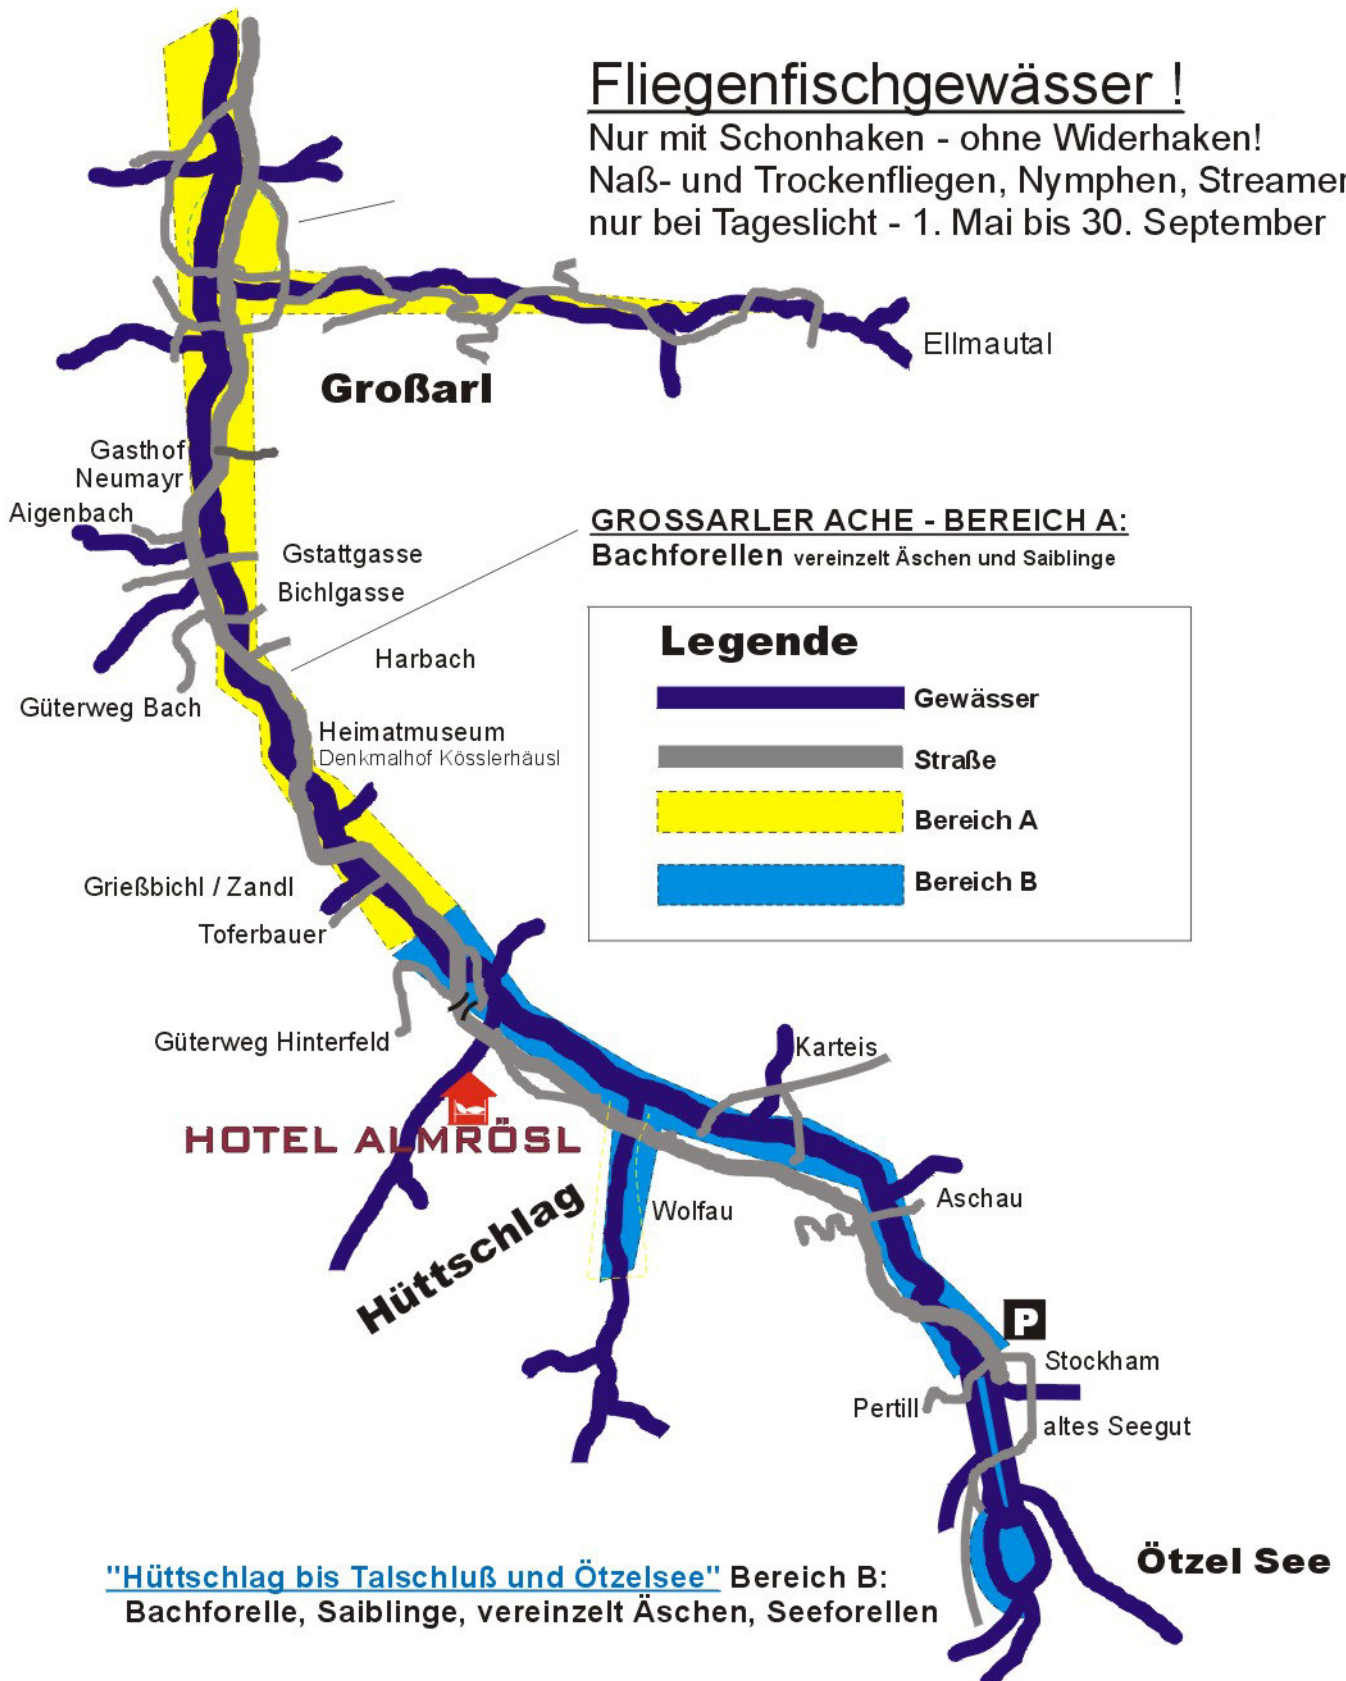 Fliegenfischgewässer !
Nur mit Schonhaken - ohne Widerhaken!
Naß- und Trockenfliegen, Nymphen, Streamer
nur bei Tageslicht - 1. Mai bis 30. September
Ellmautal
Großarl
Gasthof
Neumayr
Aigenbach
GROSSARLER ACHE - BEREICH A:
Bachforellen vereinzelt Äschen und Saiblinge
Gstattgasse
Bichlgasse
Harbach
Güterweg Bach
Heimatmuseum
Denkmalhof Kösslerhäusl
Legende
Gewässer
Straße
Bereich A
Bereich B
Grießbichl / Zandl
Toferbauer
Güterweg Hinterfeld
Karteis
HOTEL ALMRÖSL
Hüttschlag
Wolfau
Aschau
P
Stockham
Pertill
altes Seegut
Ötzel See
"Hüttschlag bis Talschluß und Ötzelsee" Bereich B:
Bachforelle, Saiblinge, vereinzelt Äschen, Seeforellen